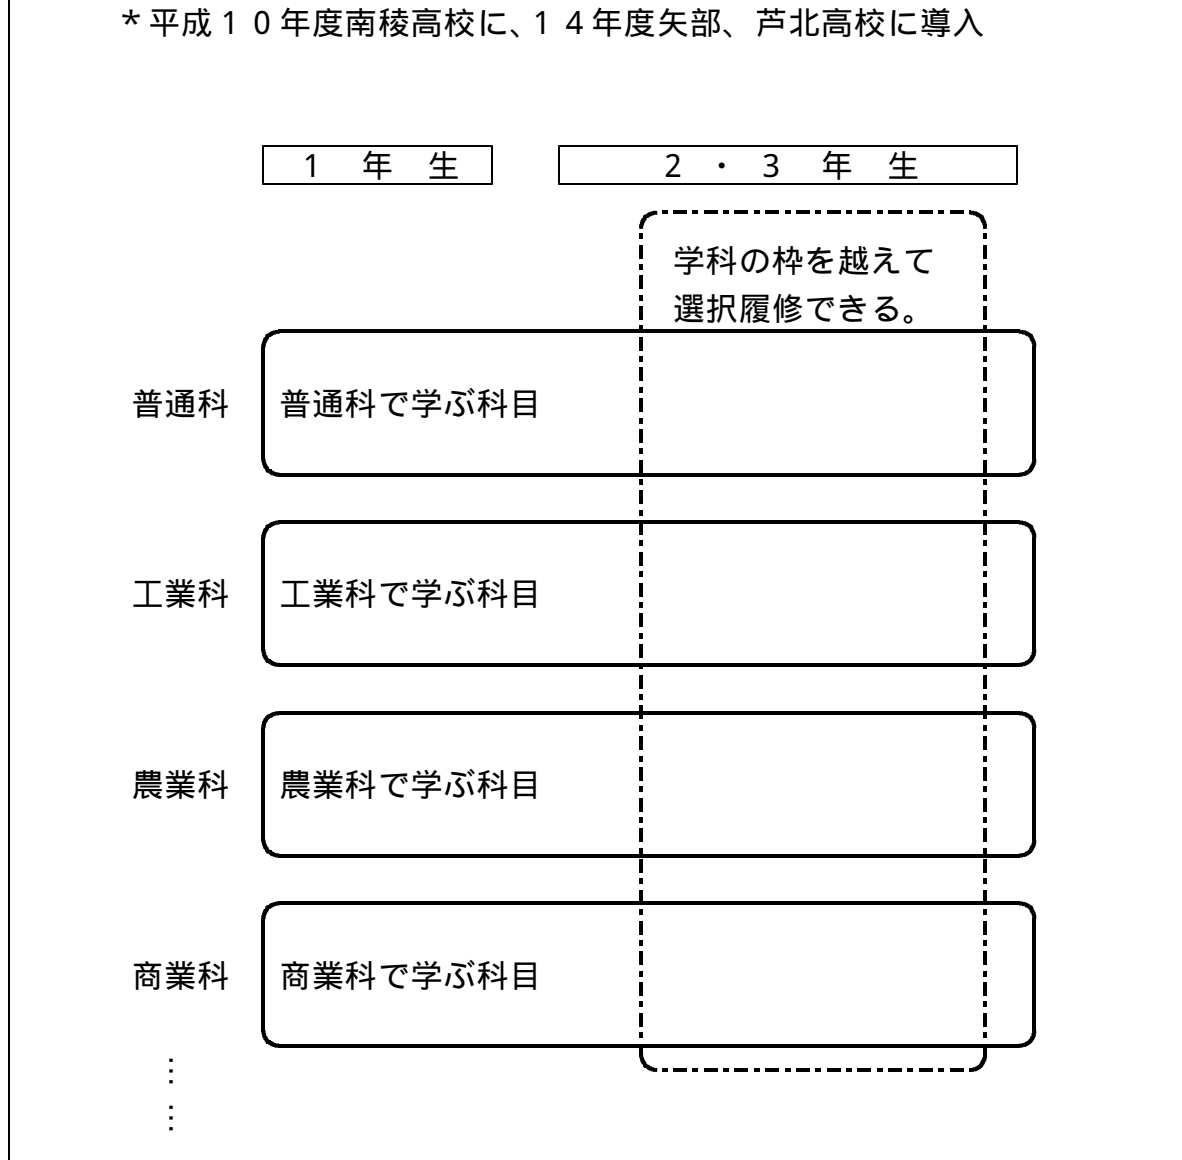 ＊平成１０年度南稜高校に、１４年度矢部、芦北高校に導入
１　年　生
２・３　年　生
学科の枠を越えて
選択履修できる。
普通科
普通科で学ぶ科目
工業科
工業科で学ぶ科目
農業科
農業科で学ぶ科目
商業科
商業科で学ぶ科目
…
…